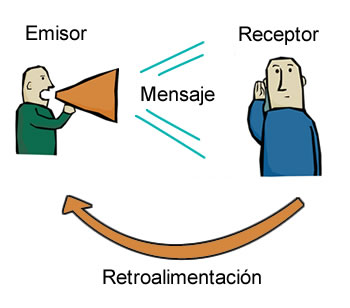 Emisor
Receptor
Mensaje
Retroalimentación